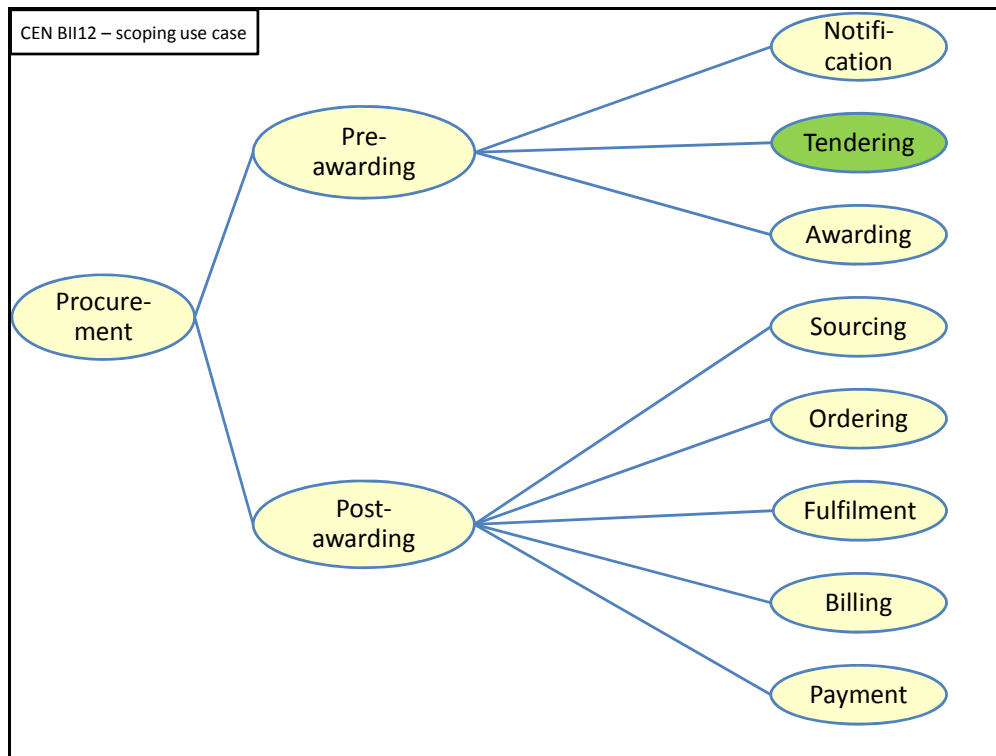 CEN BII12 – scoping use case
Notifi-
cation
Pre-
awarding
Tendering
Awarding
Procure-
ment
Sourcing
Ordering
Post-
awarding
Fulfilment
Billing
Payment